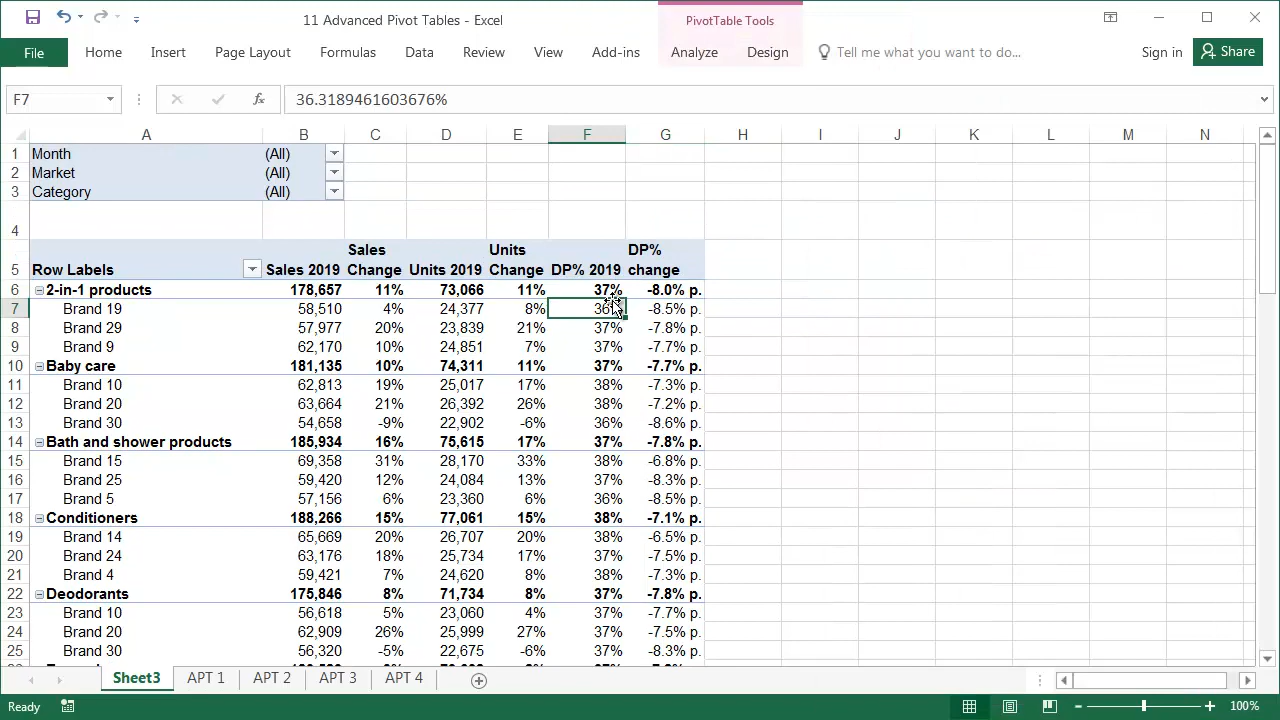 11 Advanced Pivot Tables - Excel
PivotTable Tools
File Home Insert Page Layout Formulas Data Review View Add-ins Analyze Design Tell me what you want to do... Sign in Share
F7 fx 36.3189461603676%
A B C D E F G H I J K L M N
1 Month (All)
2 Market (All)
3 Category (All)
4
Sales Units DP%
5 Row Labels Sales 2019 Change Units 2019 Change DP% 2019 change
6 2-in-1 products 178,657 11% 73,066 11% 37% -8.0% p.
7 Brand 19 58,510 4% 24,377 8% 36% -8.5% p.
8 Brand 29 57,977 20% 23,839 21% 37% -7.8% p.
9 Brand 9 62,170 10% 24,851 7% 37% -7.7% p.
10 Baby care 181,135 10% 74,311 11% 37% -7.7% p.
11 Brand 10 62,813 19% 25,017 17% 38% -7.3% p.
12 Brand 20 63,664 21% 26,392 26% 38% -7.2% p.
13 Brand 30 54,658 -9% 22,902 -6% 36% -8.6% p.
14 Bath and shower products 185,934 16% 75,615 17% 37% -7.8% p.
15 Brand 15 69,358 31% 28,170 33% 38% -6.8% p.
16 Brand 25 59,420 12% 24,084 13% 37% -8.3% p.
17 Brand 5 57,156 6% 23,360 6% 36% -8.5% p.
18 Conditioners 188,266 15% 77,061 15% 38% -7.1% p.
19 Brand 14 65,669 20% 26,707 20% 38% -6.5% p.
20 Brand 24 63,176 18% 25,734 17% 37% -7.5% p.
21 Brand 4 59,421 7% 24,620 8% 38% -7.3% p.
22 Deodorants 175,846 8% 71,734 8% 37% -7.8% p.
23 Brand 10 56,618 5% 23,060 4% 37% -7.7% p.
24 Brand 20 62,909 26% 25,999 27% 37% -7.5% p.
25 Brand 30 56,320 -5% 22,675 -6% 37% -8.3% p.
Sheet3 APT 1 APT 2 APT 3 APT 4
Ready 100%